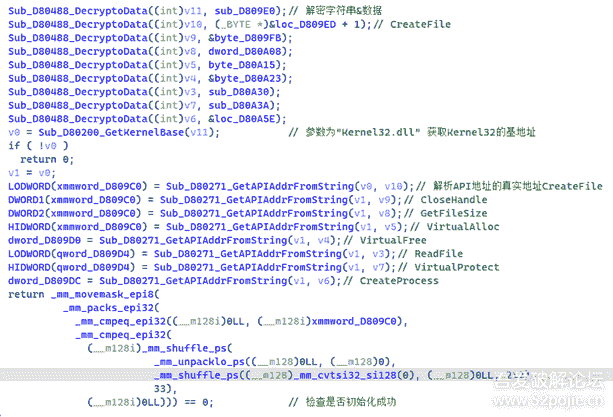 Sub_D80488_DecryptoData((int)v11, sub_D809E0);// 解密字符串&数据
Sub_D80488_DecryptoData((int)v10, (_BYTE *)&loc_D809ED + 1);// CreateFile
Sub_D80488_DecryptoData((int)v9, &byte_D809FB);
Sub_D80488_DecryptoData((int)v8, dword_D80A08);
Sub_D80488_DecryptoData((int)v5, byte_D80A15);
Sub_D80488_DecryptoData((int)v4, &byte_D80A23);
Sub_D80488_DecryptoData((int)v3, sub_D80A30);
Sub_D80488_DecryptoData((int)v7, sub_D80A3A);
Sub_D80488_DecryptoData((int)v6, &loc_D80A5E);
v0 = Sub_D80200_GetKernelBase(v11); // 参数为"Kernel32.dll" 获取Kernel32的基地址
if ( !v0 )
return 0;
v1 = v0;
LODWORD(xmmword_D809C0) = Sub_D80271_GetAPIAddrFromString(v0, v10);// 解析API地址的真实地址CreateFile
DWORD1(xmmword_D809C0) = Sub_D80271_GetAPIAddrFromString(v1, v9);// CloseHandle
DWORD2(xmmword_D809C0) = Sub_D80271_GetAPIAddrFromString(v1, v8);// GetFileSize
HIDWORD(xmmword_D809C0) = Sub_D80271_GetAPIAddrFromString(v1, v5);// VirtualAlloc
dword_D809D0 = Sub_D80271_GetAPIAddrFromString(v1, v4);// VirtualFree
LODWORD(qword_D809D4) = Sub_D80271_GetAPIAddrFromString(v1, v3);// ReadFile
HIDWORD(qword_D809D4) = Sub_D80271_GetAPIAddrFromString(v1, v7);// VirtualProtect
dword_D809DC = Sub_D80271_GetAPIAddrFromString(v1, v6);// CreateProcess
return _mm_movemask_epi8(
_mm_packs_epi32(
_mm_cmpeq_epi32((__m128i)0LL, (__m128i)xmmword_D809C0),
_mm_cmpeq_epi32(
(__m128i)_mm_shuffle_ps(
_mm_unpacklo_ps((__m128)0LL, (__m128)0),
_mm_shuffle_ps((__m128)_mm_cvtsi32_si128(0), (__m128)0LL,
33),
(__m128i)0LL))) == 0; // 检查是否初始化成功
吾爱破解论坛
www.52pojie.cn